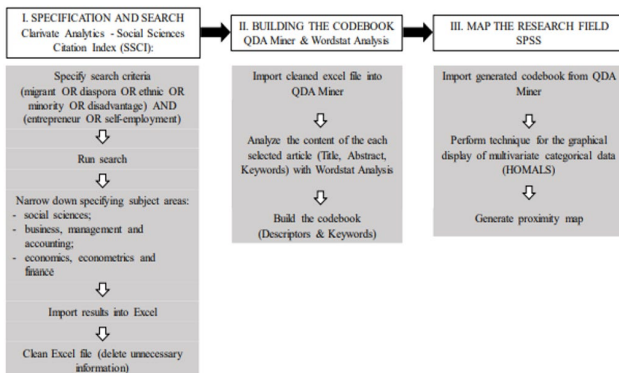 I. SPECIFICATION AND SEARCH
Clarivate Analytics - Social Sciences
Citation Index (SSCI):
Specify search criteria
(migrant OR diaspora OR ethnic OR
minority OR disadvantage) AND
(entrepreneur OR self-employment)
Run search
Narrow down specifying subject areas:
- social sciences;
- business, management and
accounting;
- economics, econometrics and
finance
Import results into Excel
Clean Excel file (delete unnecessary
information)
II. BUILDING THE CODEBOOK
QDA Miner & Wordstat Analysis
Import cleaned excel file into
QDA Miner
Analyze the content of the each
selected article (Title, Abstract,
Keywords) with Wordstat Analysis
Build the codebook
(Descriptors & Keywords)
III. MAP THE RESEARCH FIELD
SPSS
Import generated codebook from QDA
Miner
Perform technique for the graphical
display of multivariate categorical data
(HOMALS)
Generate proximity map